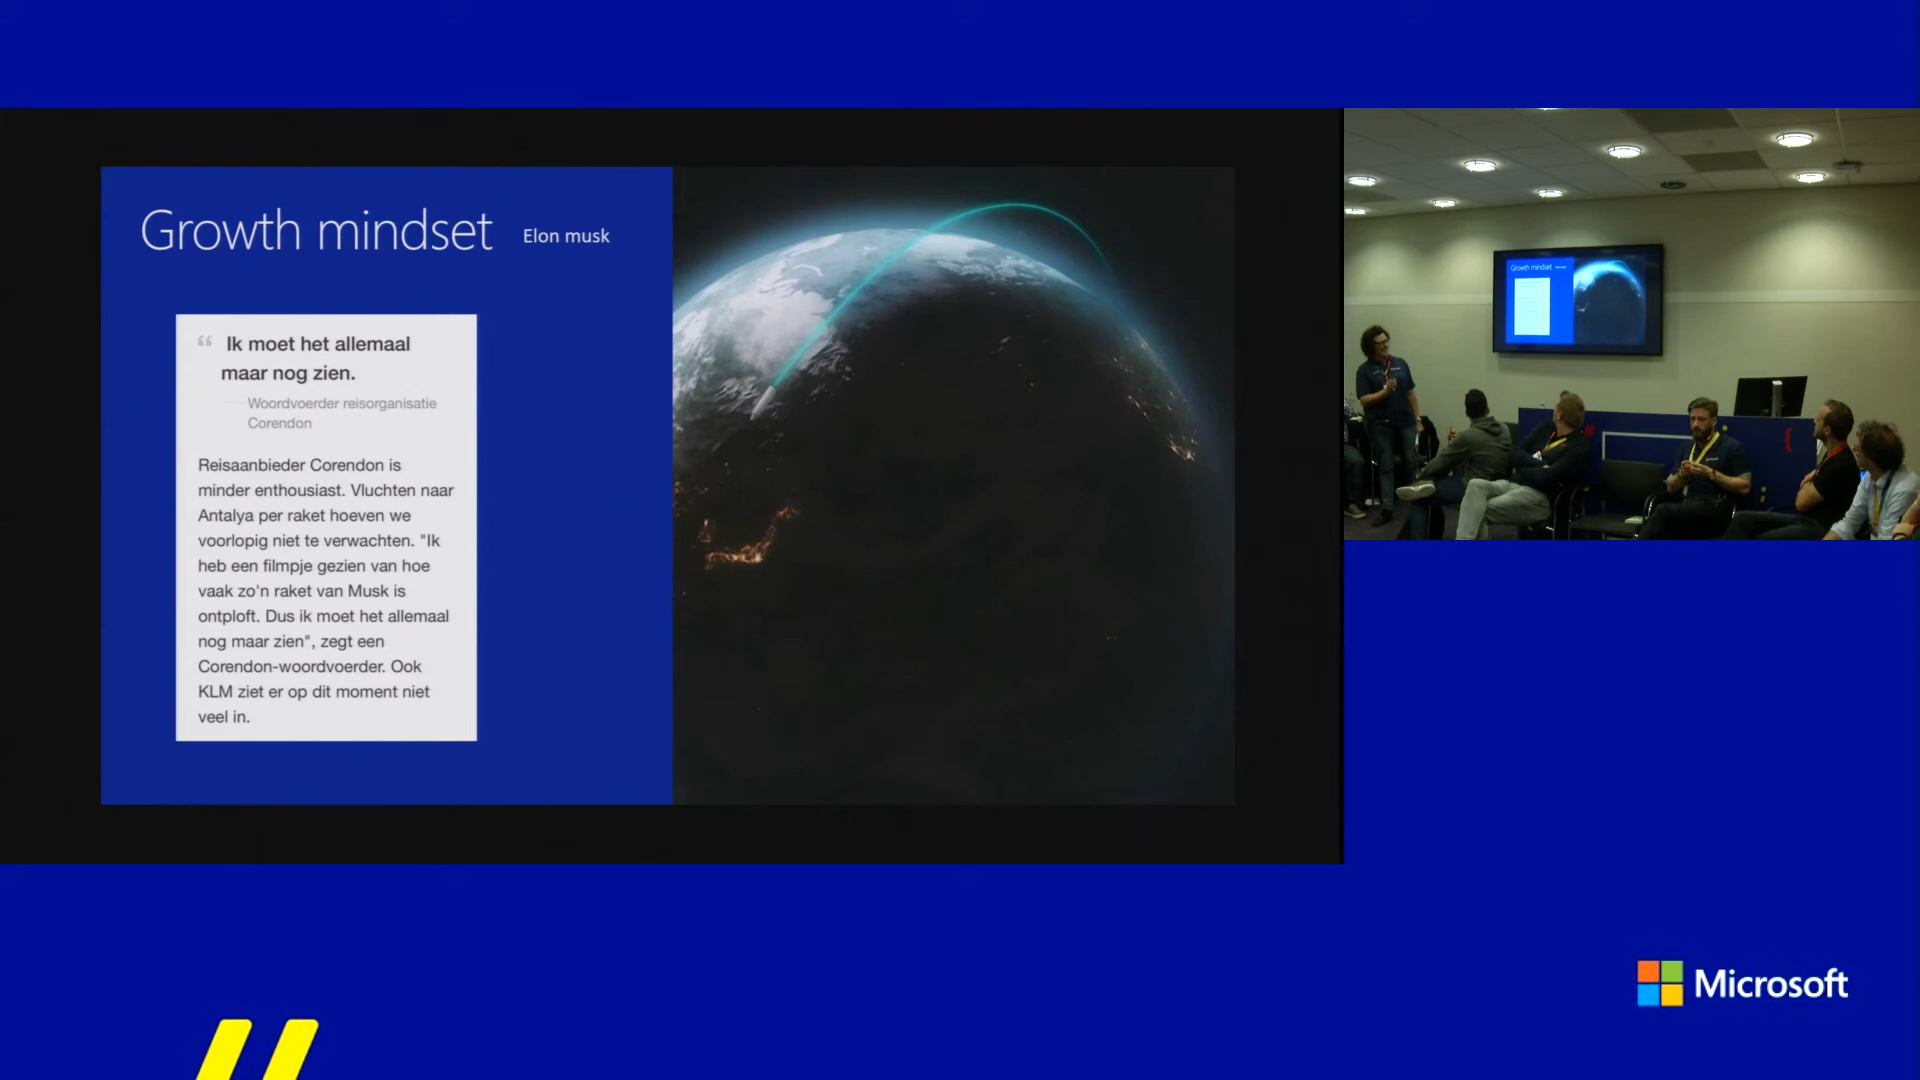 Growth mindset Elon musk
“ Ik moet het allemaal
maar nog zien.
Woordvoerder reisorganisatie
Corendon
Reisaanbieder Corendon is
minder enthousiast. Vluchten naar
Antalya per raket hoeven we
voorlopig niet te verwachten. "Ik
heb een filmpje gezien van hoe
vaak zo'n raket van Musk is
ontploft. Dus ik moet het allemaal
nog maar zien", zegt een
Corendon-woordvoerder. Ook
KLM ziet er op dit moment niet
veel in.
Growth mindset
Microsoft